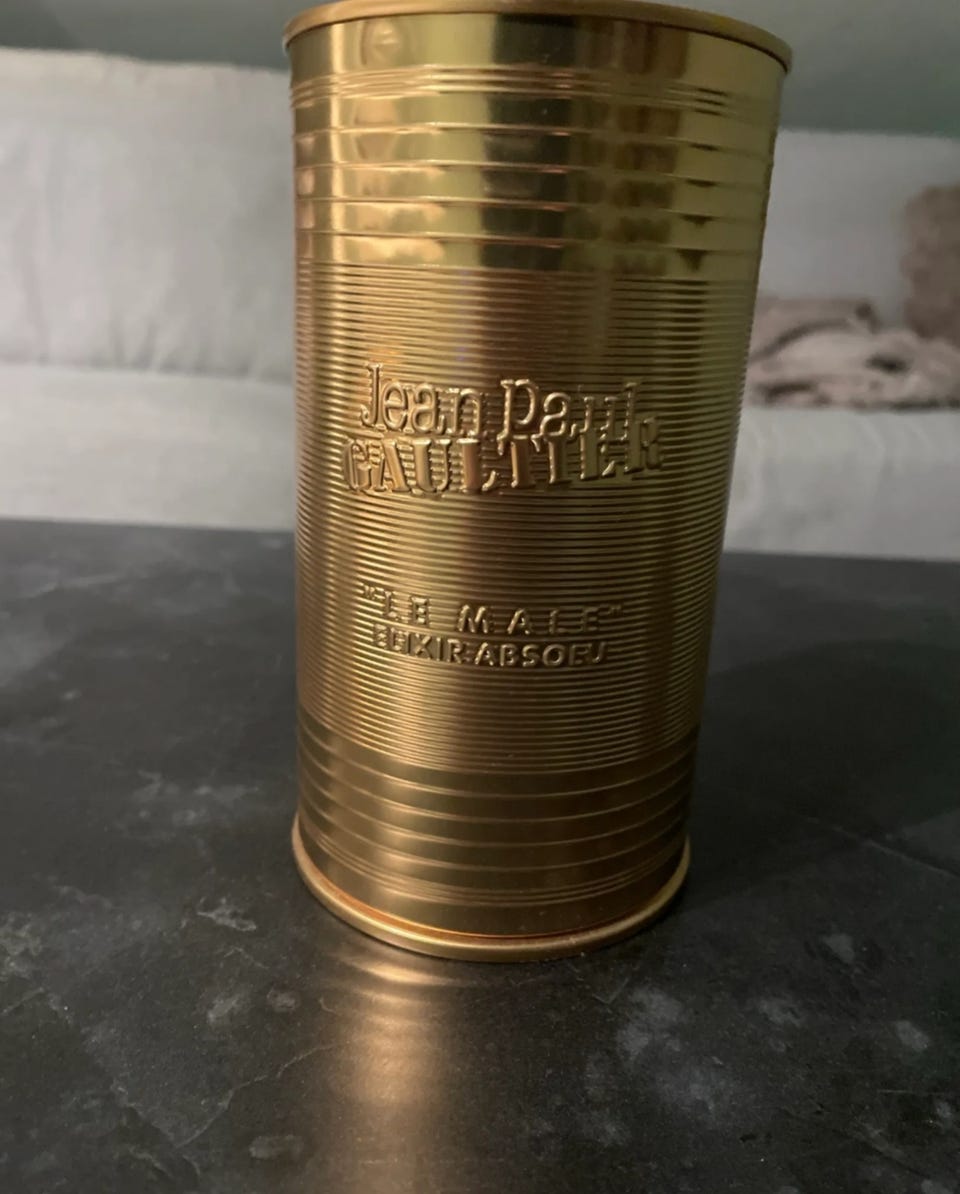 Jean Paul
GAULTIER
"LE MALE"
ELIXIR ABSOLU